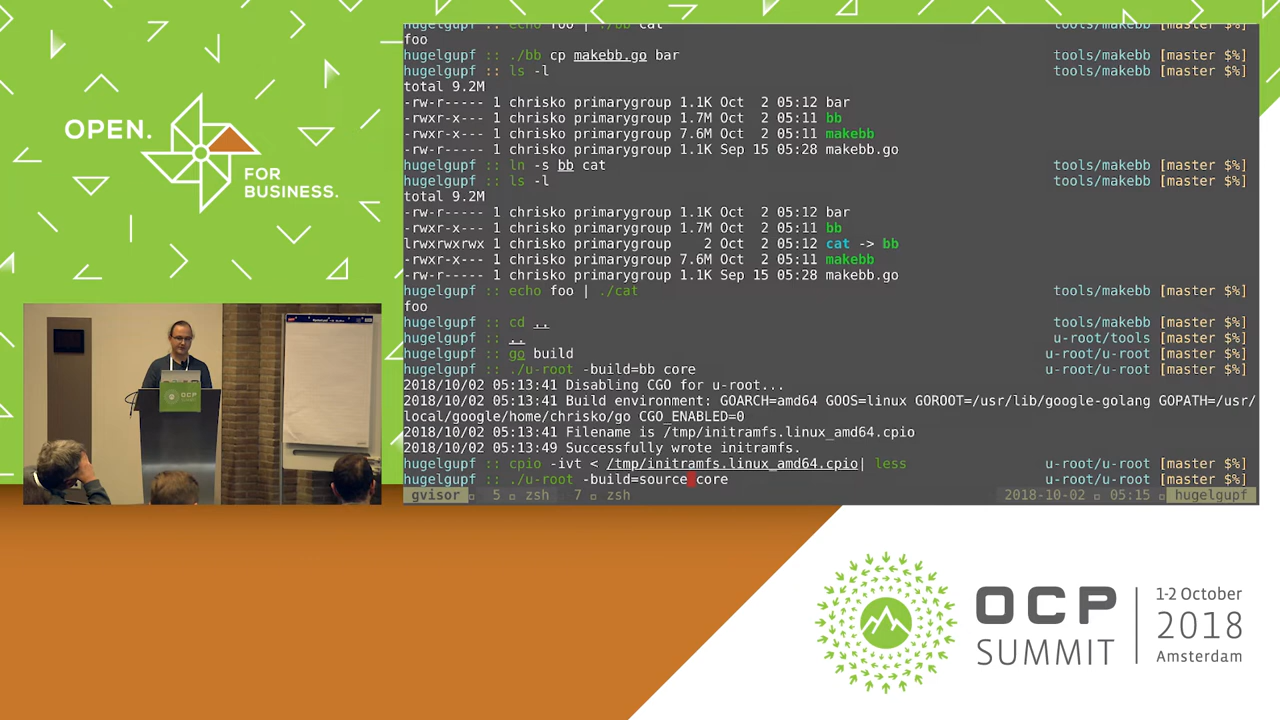 OPEN.
FOR
BUSINESS.
hugelgupf :: echo foo | ./bb cat tools/makebb [master $%]
foo
hugelgupf :: ./bb cp makebb.go bar tools/makebb [master $%]
hugelgupf :: ls -l tools/makebb [master $%]
total 9.2M
-rw-r----- 1 chrisko primarygroup 1.1K Oct  2 05:12 bar
-rwxr-x--- 1 chrisko primarygroup 1.7M Oct  2 05:11 bb
-rwxr-x--- 1 chrisko primarygroup 7.6M Oct  2 05:11 makebb
-rw-r----- 1 chrisko primarygroup 1.1K Sep 15 05:28 makebb.go
hugelgupf :: ln -s bb cat tools/makebb [master $%]
hugelgupf :: ls -l tools/makebb [master $%]
total 9.2M
-rw-r----- 1 chrisko primarygroup 1.1K Oct  2 05:12 bar
-rwxr-x--- 1 chrisko primarygroup 1.7M Oct  2 05:11 bb
lrwxrwxrwx 1 chrisko primarygroup    2 Oct  2 05:12 cat -> bb
-rwxr-x--- 1 chrisko primarygroup 7.6M Oct  2 05:11 makebb
-rw-r----- 1 chrisko primarygroup 1.1K Sep 15 05:28 makebb.go
hugelgupf :: echo foo | ./cat tools/makebb [master $%]
foo
hugelgupf :: cd .. tools/makebb [master $%]
hugelgupf :: .. u-root/tools [master $%]
hugelgupf :: go build u-root/u-root [master $%]
hugelgupf :: ./u-root -build=bb core u-root/u-root [master $%]
2018/10/02 05:13:41 Disabling CGO for u-root...
2018/10/02 05:13:41 Build environment: GOARCH=amd64 GOOS=linux GOROOT=/usr/lib/google-golang GOPATH=/usr/
local/google/home/chrisko/go CGO_ENABLED=0
2018/10/02 05:13:41 Filename is /tmp/initramfs.linux_amd64.cpio
2018/10/02 05:13:49 Successfully wrote initramfs.
hugelgupf :: cpio -ivt < /tmp/initramfs.linux_amd64.cpio| less u-root/u-root [master $%]
hugelgupf :: ./u-root -build=source core u-root/u-root [master $%]
gvisor 5 zsh 7 zsh 2018-10-02 05:15 hugelgupf
OCP
OCP
SUMMIT
1-2 October
2018
Amsterdam